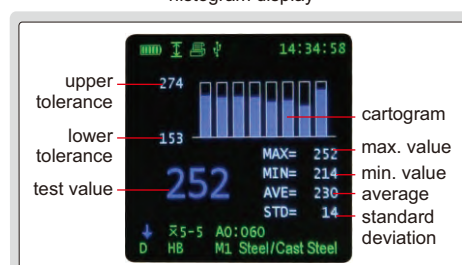 histogram display
14:34:58
upper tolerance
274
cartogram
lower tolerance
153
MAX= 252
max. value
MIN= 214
min. value
test value
252
AVE= 230
average
STD= 14
standard deviation
x̅5-5 A0:060
D HB M1 Steel/Cast Steel